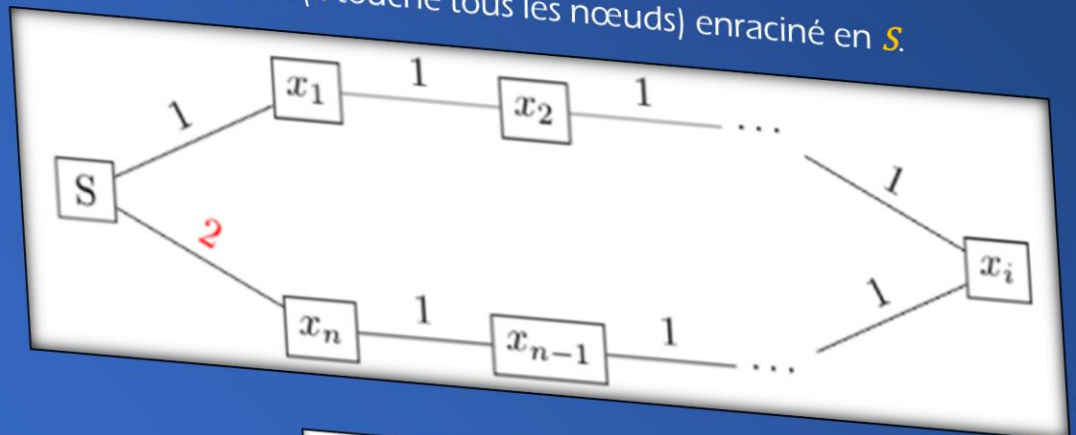 touche tous les nœuds) enraciné en S.
1
1
1
x₁
x₂
...
1
S
2
xᵢ
1
1
1
xₙ
xₙ₋₁
...